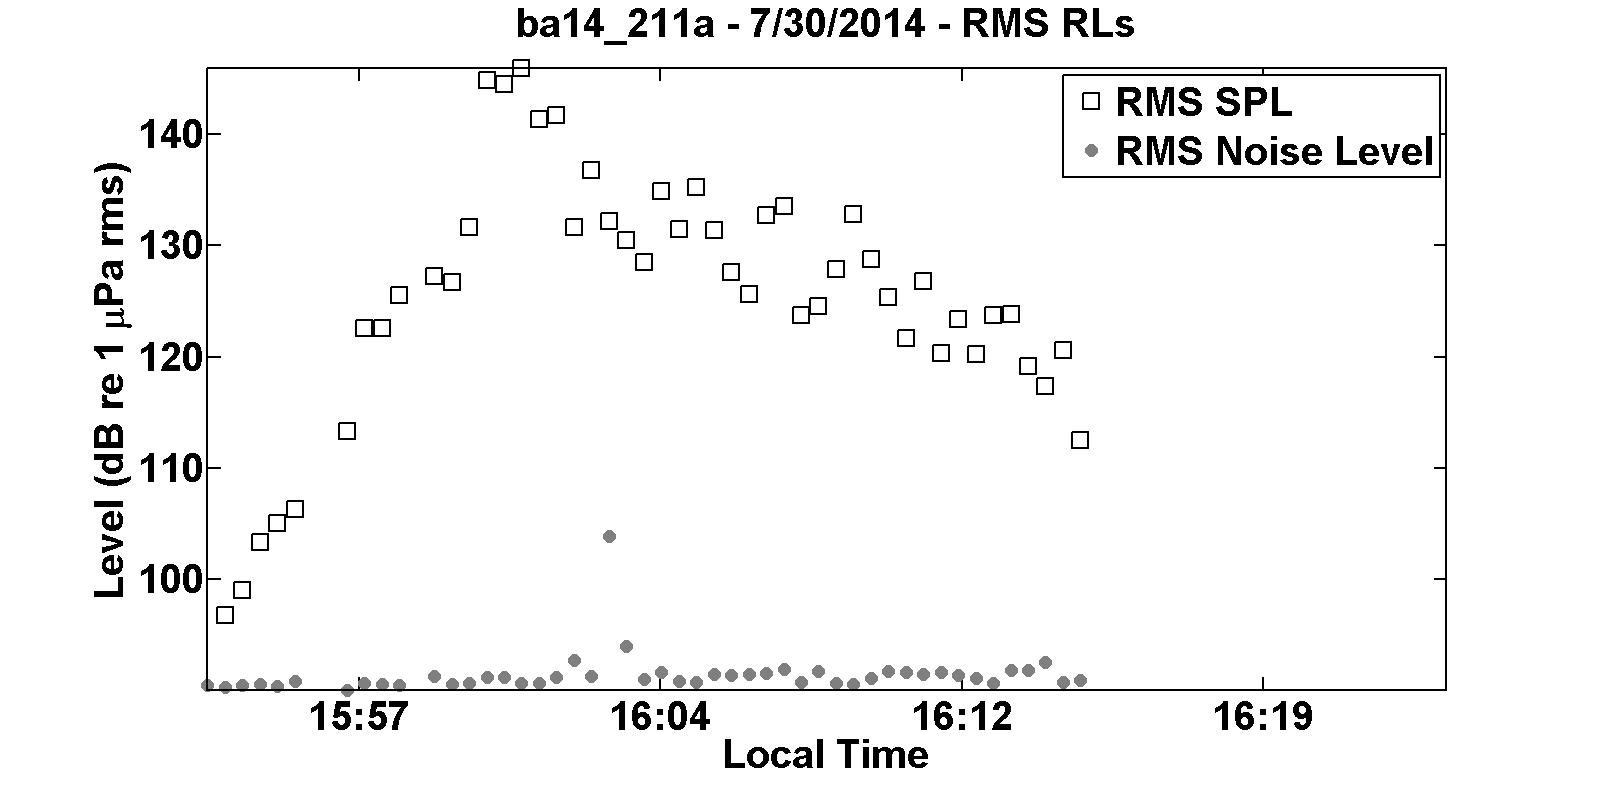 ba14_211a - 7/30/2014 - RMS RLs
RMS SPL
RMS Noise Level
Level (dB re 1 μPa rms)
140
130
120
110
100
15:57 16:04 16:12 16:19
Local Time